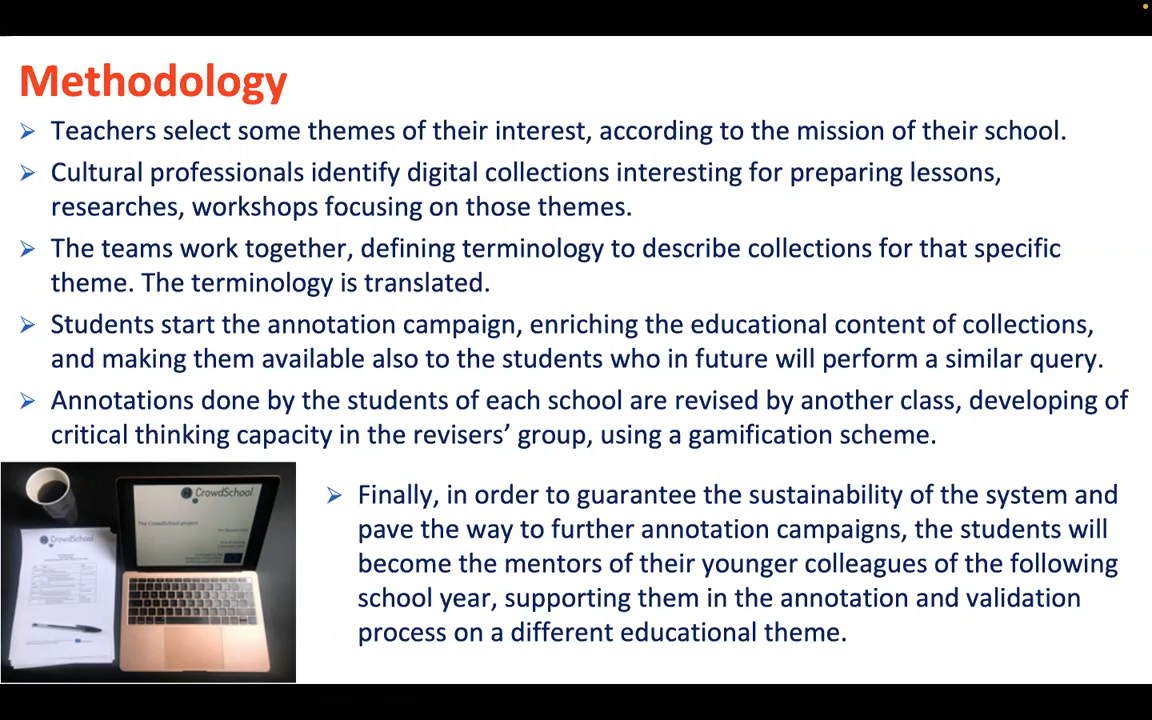 Methodology
Teachers select some themes of their interest, according to the mission of their school.
Cultural professionals identify digital collections interesting for preparing lessons,
researches, workshops focusing on those themes.
The teams work together, defining terminology to describe collections for that specific
theme. The terminology is translated.
Students start the annotation campaign, enriching the educational content of collections,
and making them available also to the students who in future will perform a similar query.
Annotations done by the students of each school are revised by another class, developing of
critical thinking capacity in the revisers’ group, using a gamification scheme.
CrowdSchool
The CrowdSchool project
CrowdSchool
Finally, in order to guarantee the sustainability of the system and
pave the way to further annotation campaigns, the students will
become the mentors of their younger colleagues of the following
school year, supporting them in the annotation and validation
process on a different educational theme.